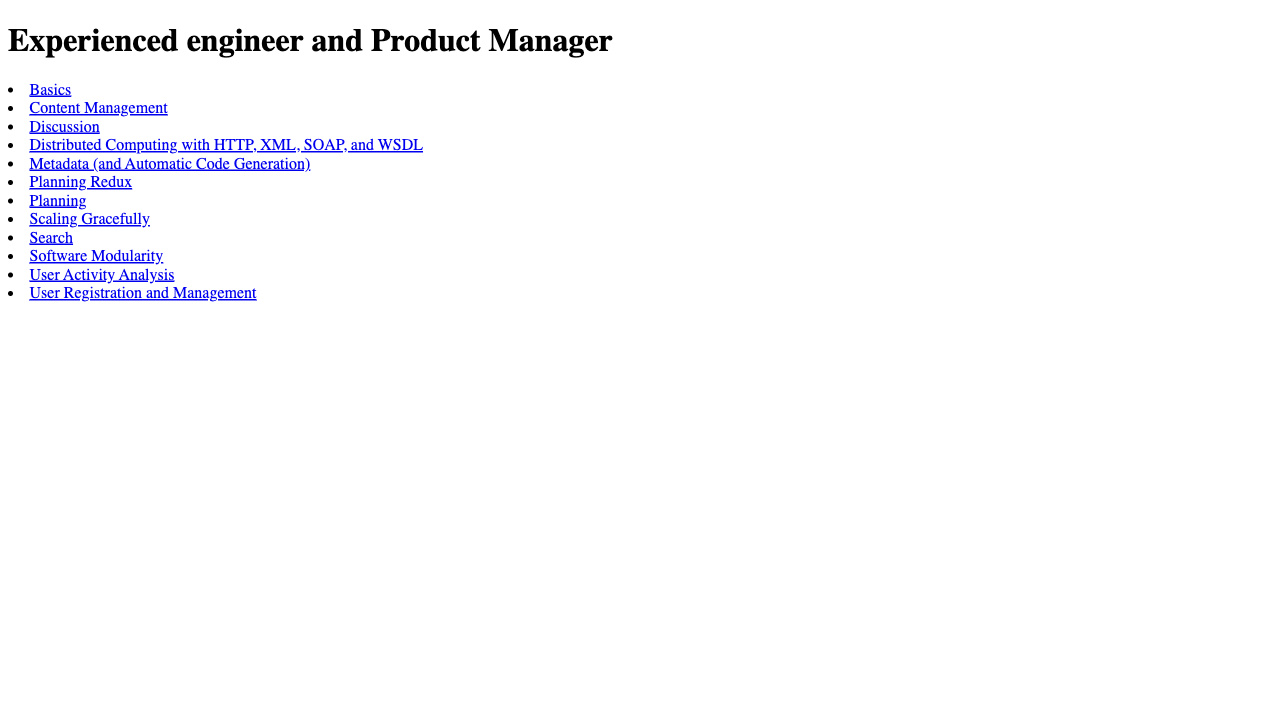 Experienced engineer and Product Manager
Basics
Content Management
Discussion
Distributed Computing with HTTP, XML, SOAP, and WSDL
Metadata (and Automatic Code Generation)
Planning Redux
Planning
Scaling Gracefully
Search
Software Modularity
User Activity Analysis
User Registration and Management